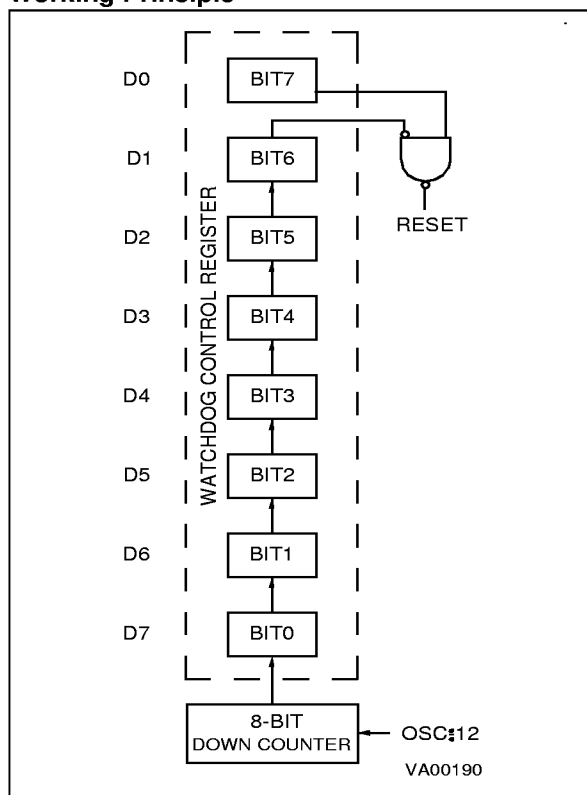 Working Principle
D0 BIT7
D1 BIT6
RESET
D2 BIT5
D3 BIT4
D4 BIT3
D5 BIT2
D6 BIT1
D7 BIT0
WATCHDOG CONTROL REGISTER
8-BIT
DOWN COUNTER
OSC÷12
VA00190